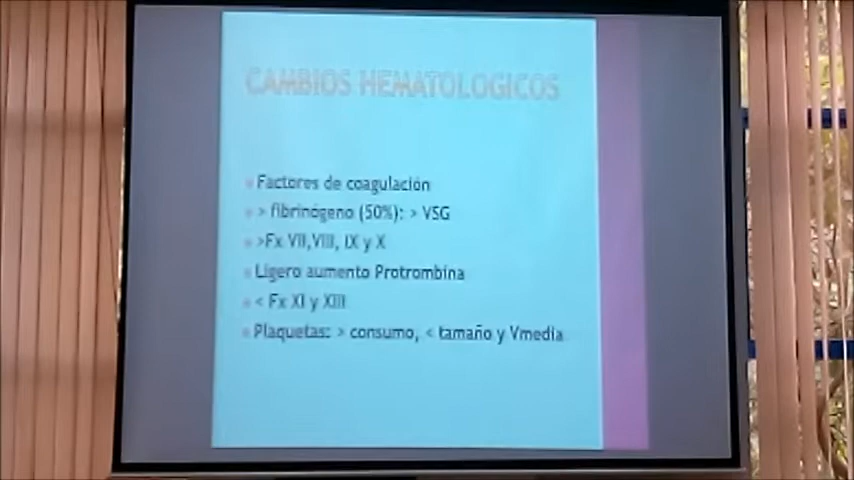 CAMBIOS HEMATOLOGICOS
Factores de coagulación
> fibrinógeno (50%): > VSG
>Fx VII,VIII, IX y X
Ligero aumento Protrombina
< Fx XI y XIII
Plaquetas: > consumo, < tamaño y Vmedia